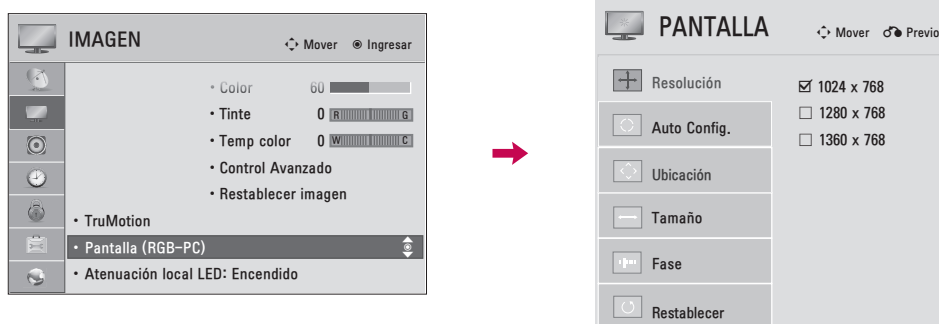 IMAGEN
Mover Ingresar
• Color 60
• Tinte 0 R G
• Temp color 0 W C
• Control Avanzado
• Restablecer imagen
• TruMotion
• Pantalla (RGB-PC)
• Atenuación local LED: Encendido
PANTALLA
Mover Previo
Resolución
Auto Config.
Ubicación
Tamaño
Fase
Restablecer
☑ 1024 x 768
☐ 1280 x 768
☐ 1360 x 768